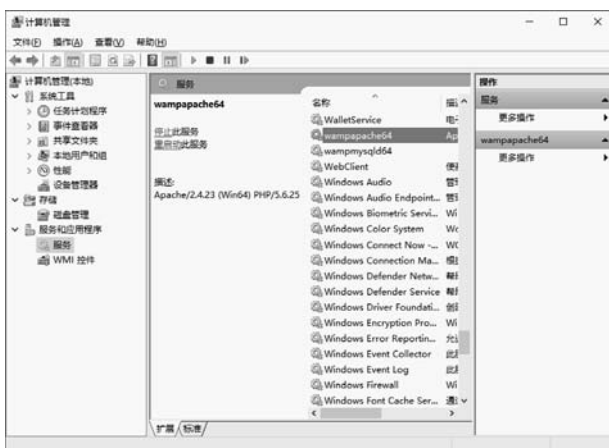 计算机管理
文件(F) 操作(A) 查看(V) 帮助(H)
计算机管理(本地)
系统工具
任务计划程序
事件查看器
共享文件夹
本地用户和组
性能
设备管理器
存储
磁盘管理
服务和应用程序
服务
WMI 控件
服务
wampapache64
停止此服务
重启动此服务
描述:
Apache/2.4.23 (Win64) PHP/5.6.25
名称
WalletService
wampapache64 Ap
wampmysqld64
WebClient
Windows Audio
Windows Audio Endpoint...
Windows Biometric Servi... Wi
Windows Color System Wc
Windows Connect Now -... WC
Windows Connection Ma...
Windows Defender Netw...
Windows Defender Service
Windows Driver Foundati...
Windows Encryption Pro... Wi
Windows Error Reportin...
Windows Event Collector
Windows Event Log
Windows Firewall Wi
Windows Font Cache Ser...
扩展 标准
操作
服务
更多操作
wampapache64
更多操作